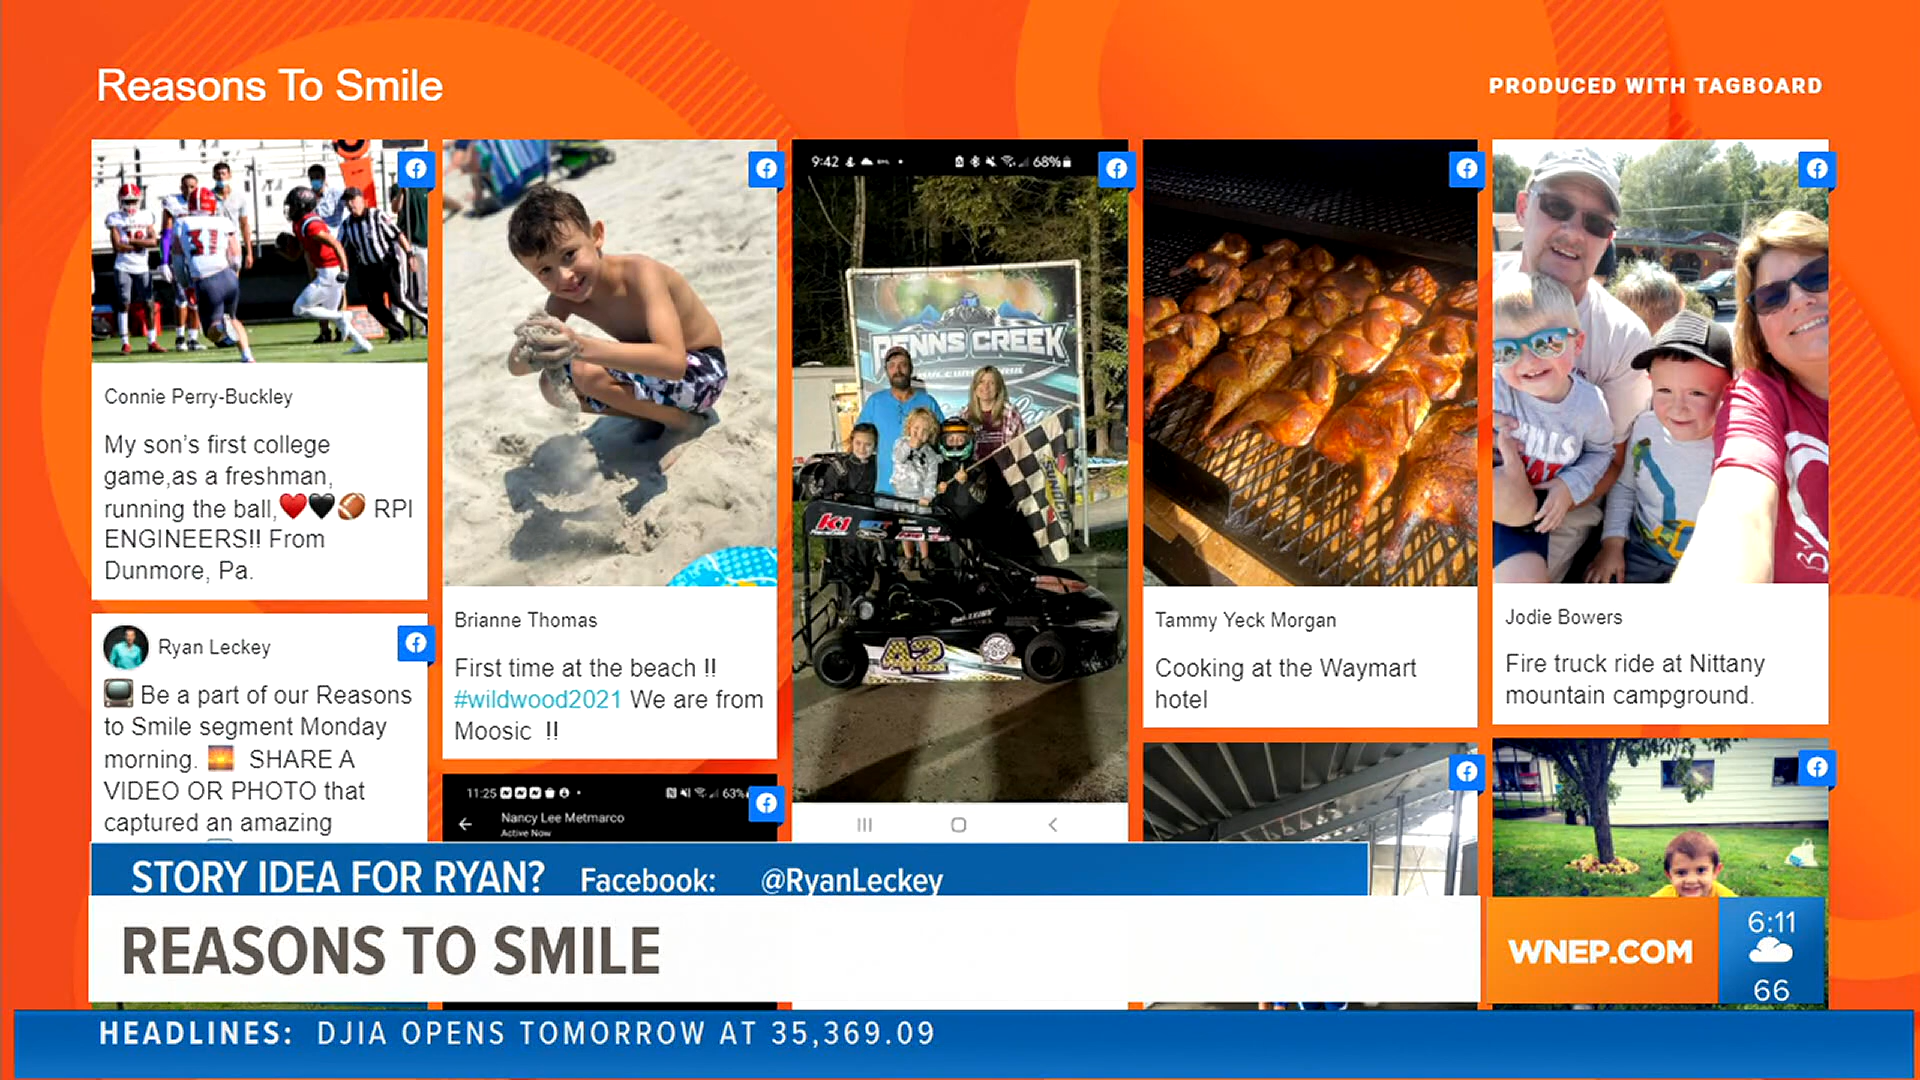 Reasons To Smile
PRODUCED WITH TAGBOARD
Connie Perry-Buckley
My son's first college
game,as a freshman,
running the ball,❤️🖤🏈 RPI
ENGINEERS!! From
Dunmore, Pa.
Ryan Leckey
📺 Be a part of our Reasons
to Smile segment Monday
morning. 🌅 SHARE A
VIDEO OR PHOTO that
captured an amazing
Brianne Thomas
First time at the beach !!
#wildwood2021 We are from
Moosic !!
11:25
63%
Nancy Lee Metmarco
Active Now
9:42
68%
PENNS CREEK
SUNOCO
K1
42
Tammy Yeck Morgan
Cooking at the Waymart
hotel
Jodie Bowers
Fire truck ride at Nittany
mountain campground.
STORY IDEA FOR RYAN? Facebook: @RyanLeckey
REASONS TO SMILE
WNEP.COM
6:11
66
HEADLINES: DJIA OPENS TOMORROW AT 35,369.09